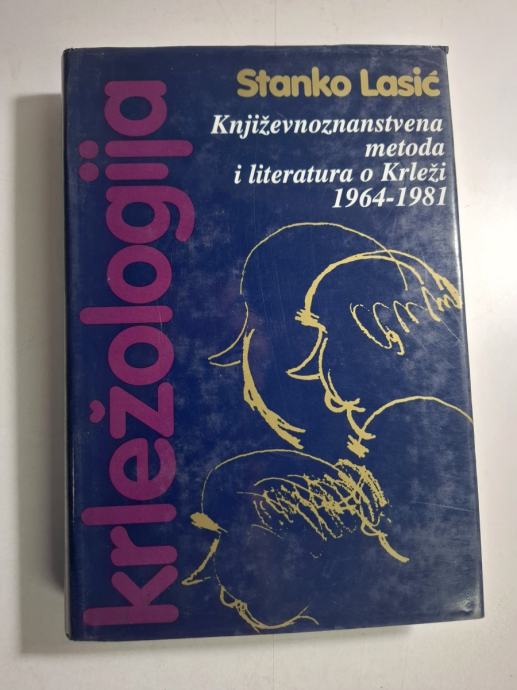 krležologija
Stanko Lasić
Književnoznanstvena
metoda
i literatura o Krleži
1964-1981